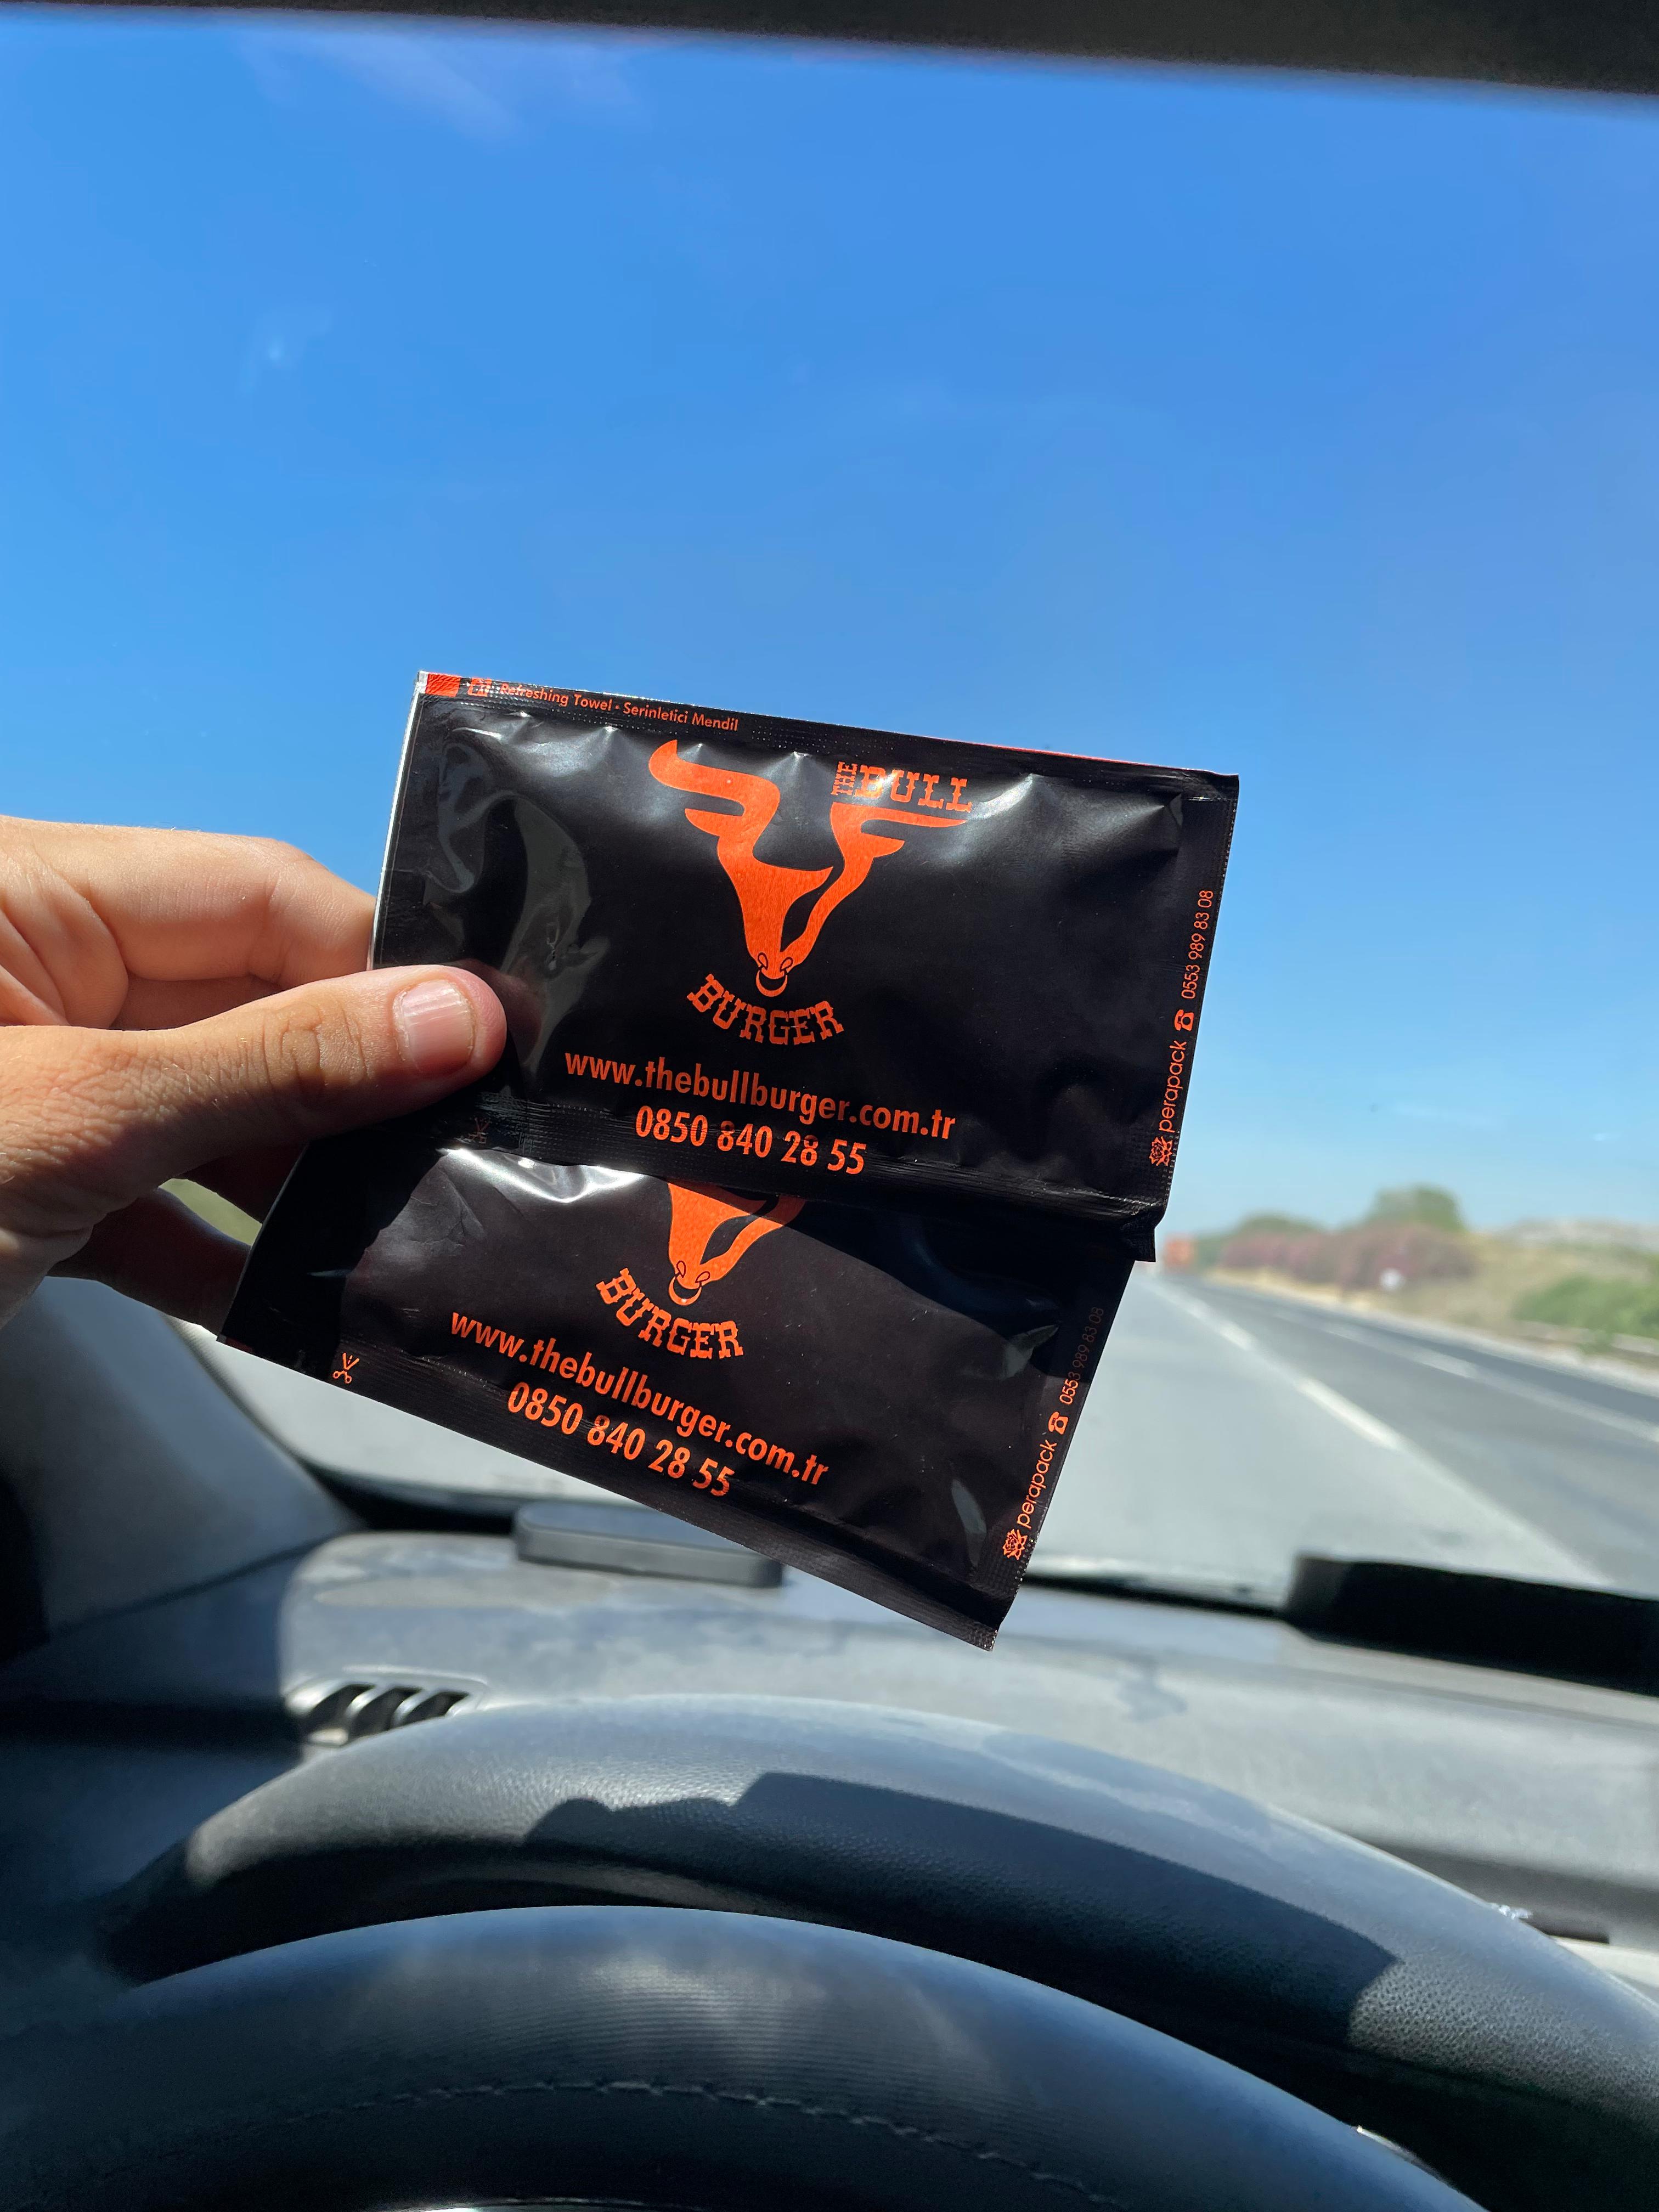 Refreshing Towel • Serinletici Mendil
THE BULL
BURGER
www.thebullburger.com.tr
0850 840 28 55
perapack ☎ 0553 989 83 08
BURGER
www.thebullburger.com.tr
0850 840 28 55
perapack ☎ 0553 989 83 08